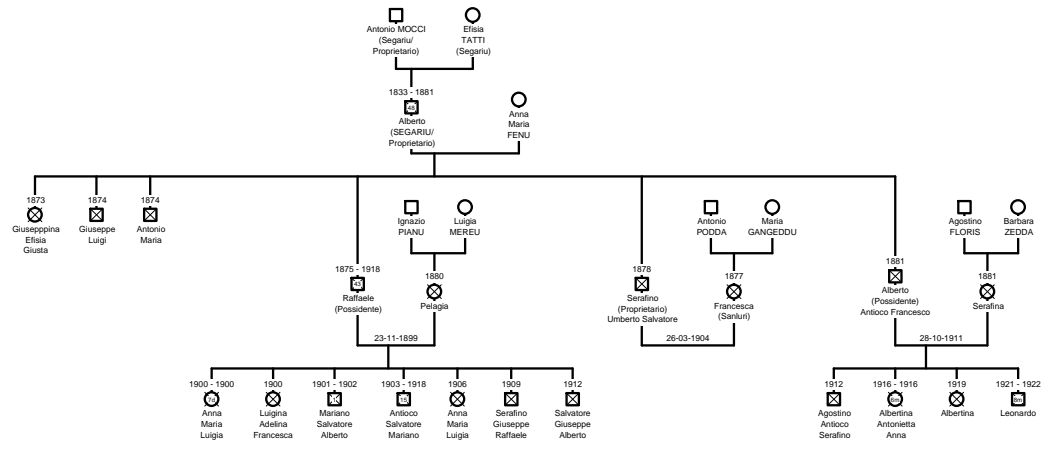 Antonio MOCCI
(Segariu/
Proprietario)
Efisia
TATTI
(Segariu)
1833 - 1881
48
Alberto
(SEGARIU/
Proprietario)
Anna
Maria
FENU
1873
Giusepppina
Efisia
Giusta
1874
Giuseppe
Luigi
1874
Antonio
Maria
1875 - 1918
43
Raffaele
(Possidente)
Ignazio
PIANU
Luigia
MEREU
1880
Pelagia
23-11-1899
1878
Serafino
(Proprietario)
Umberto Salvatore
Antonio
PODDA
Maria
GANGEDDU
1877
Francesca
(Sanluri)
26-03-1904
1881
Alberto
(Possidente)
Antioco Francesco
Agostino
FLORIS
Barbara
ZEDDA
1881
Serafina
28-10-1911
1900 - 1900
7d
Anna
Maria
Luigia
1900
Luigina
Adelina
Francesca
1901 - 1902
Mariano
Salvatore
Alberto
1903 - 1918
15
Antioco
Salvatore
Mariano
1906
Anna
Maria
Luigia
1909
Serafino
Giuseppe
Raffaele
1912
Salvatore
Giuseppe
Alberto
1912
Agostino
Antioco
Serafino
1916 - 1916
Albertina
Antonietta
Anna
1919
Albertina
1921 - 1922
Leonardo